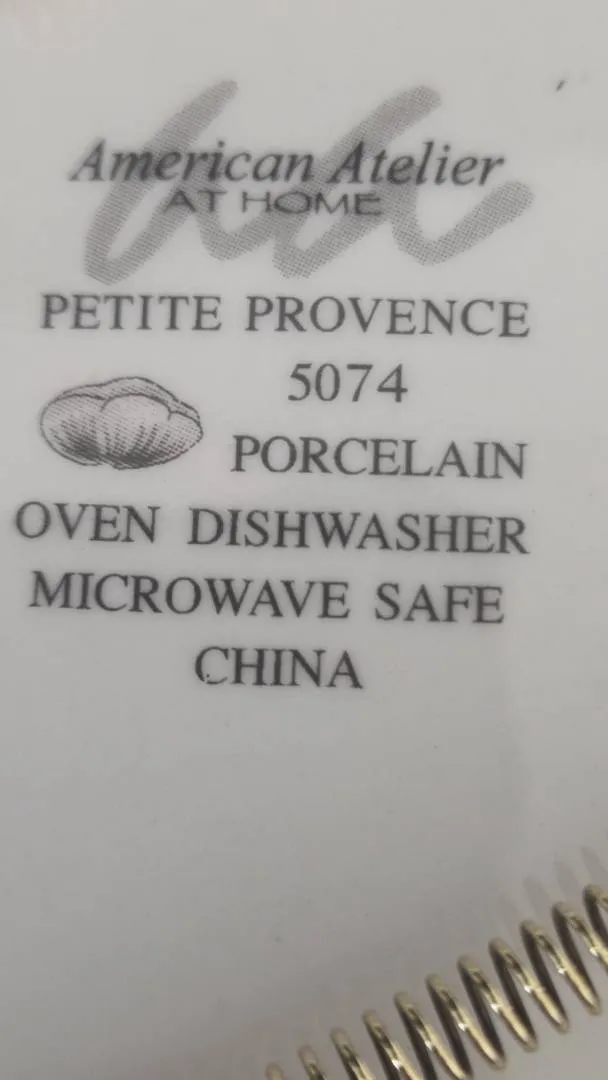 American Atelier
AT HOME
PETITE PROVENCE
5074
PORCELAIN
OVEN DISHWASHER
MICROWAVE SAFE
CHINA